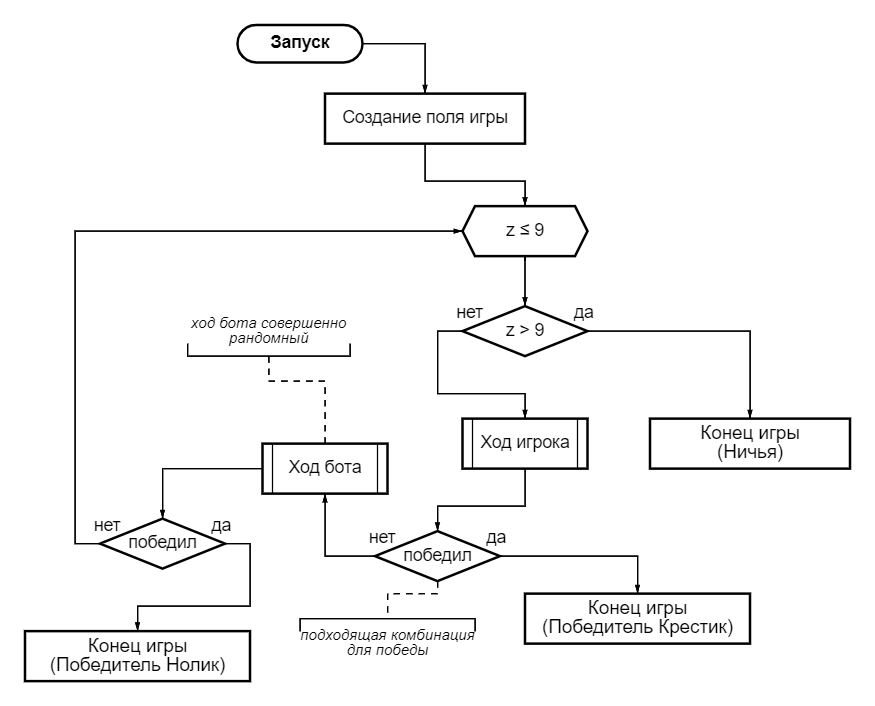 Запуск
Создание поля игры
z ≤ 9
нет
да
z > 9
ход бота совершенно
рандомный
Ход игрока
Конец игры
(Ничья)
Ход бота
нет
да
победил
нет
да
победил
Конец игры
(Победитель Крестик)
подходящая комбинация
для победы
Конец игры
(Победитель Нолик)